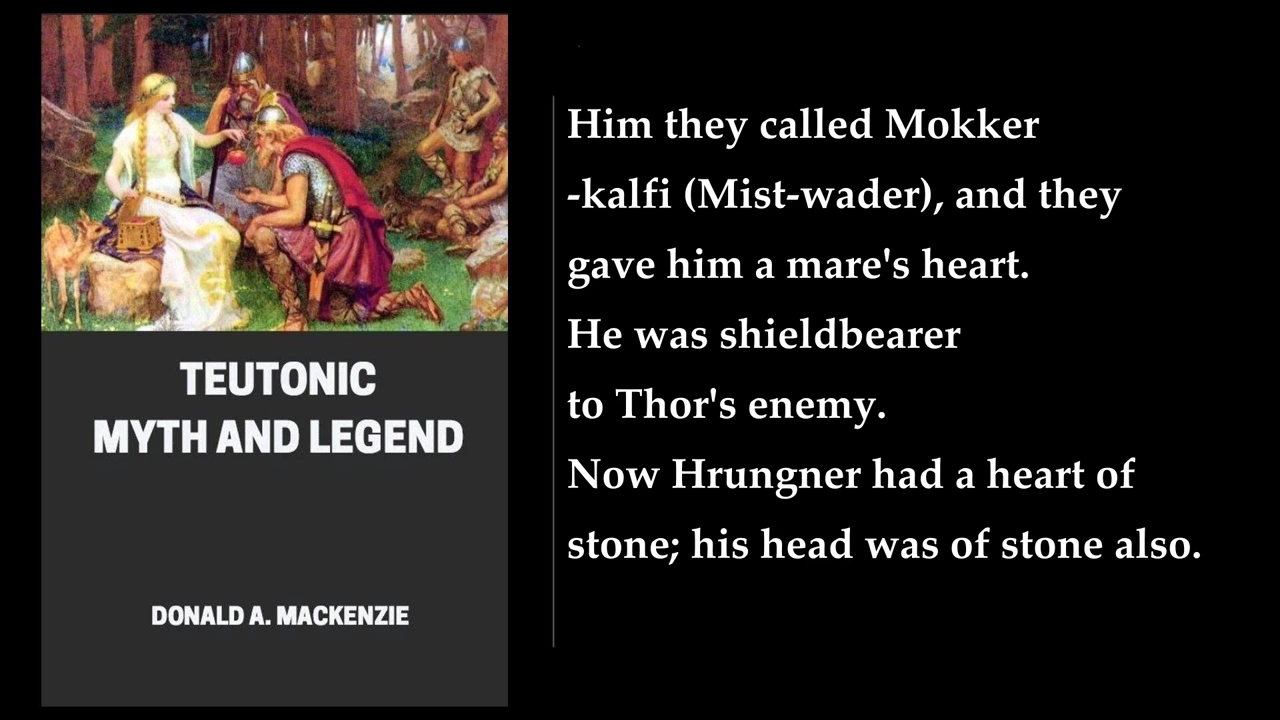 TEUTONIC
MYTH AND LEGEND
DONALD A. MACKENZIE
Him they called Mokker
-kalfi (Mist-wader), and they
gave him a mare's heart.
He was shieldbearer
to Thor's enemy.
Now Hrungner had a heart of
stone; his head was of stone also.